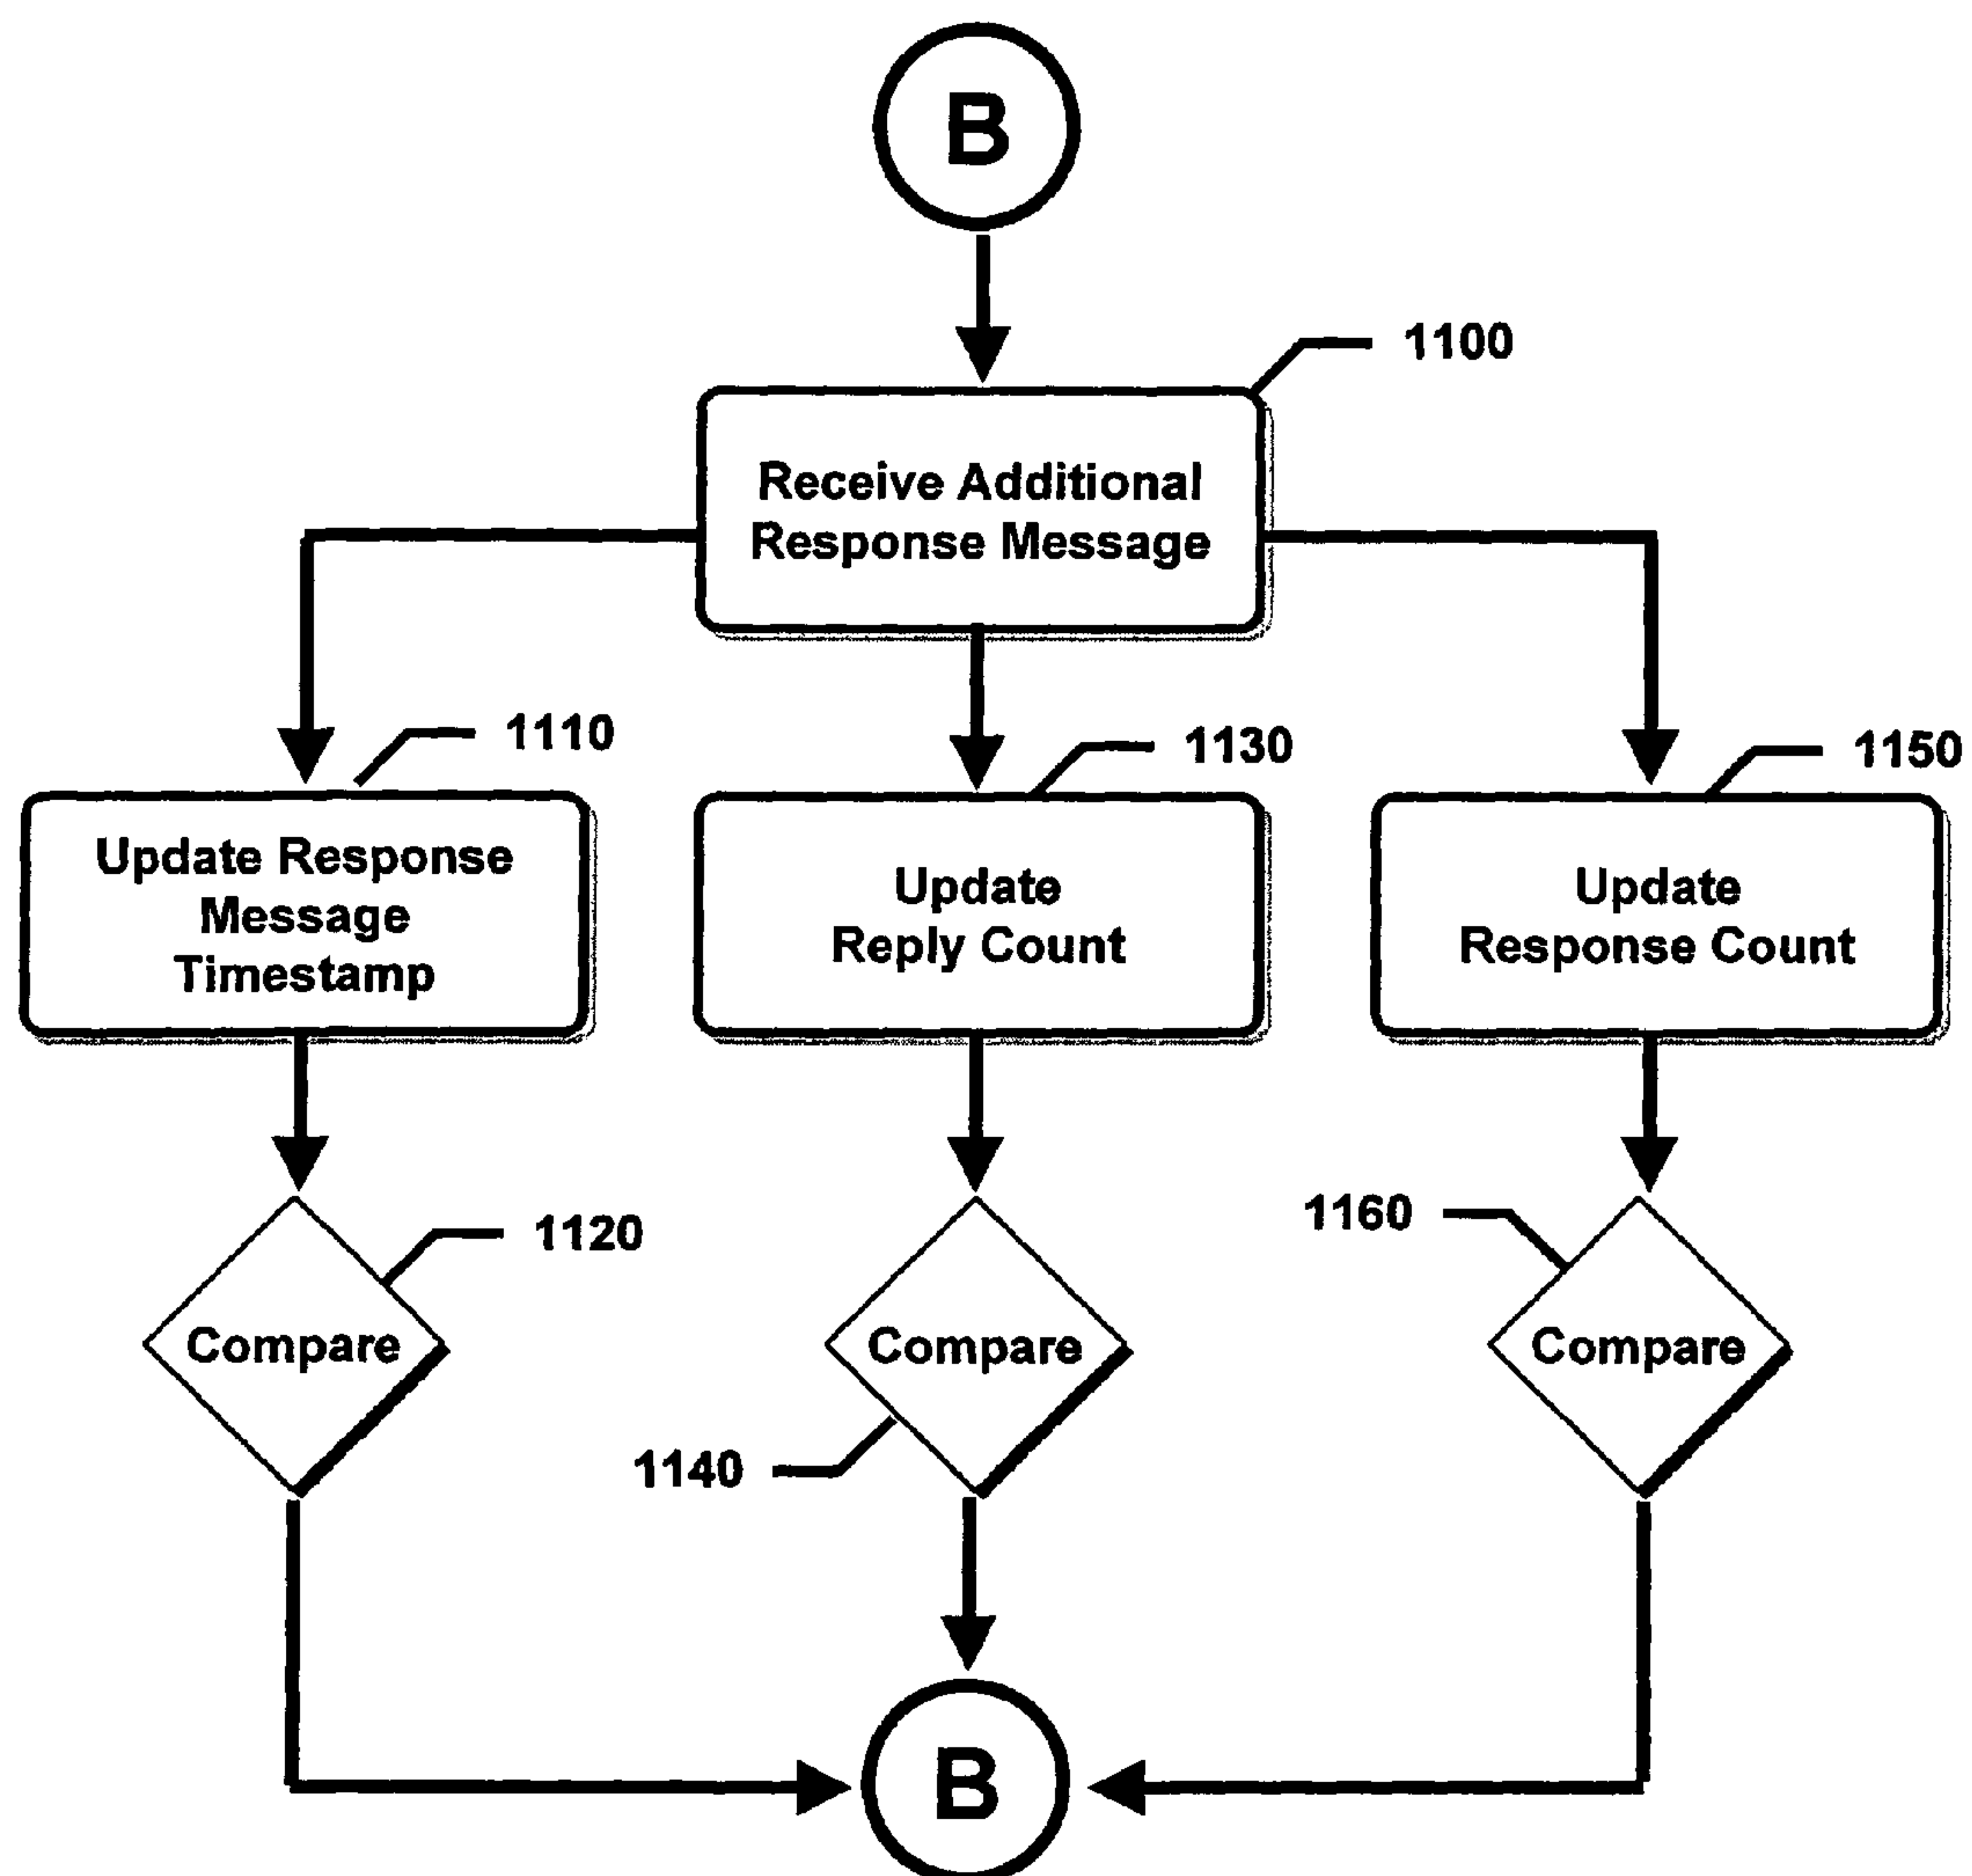 B
1100
Receive Additional
Response Message
1110
1130
1150
Update Response
Message
Timestamp
Update
Reply Count
Update
Response Count
1120
1160
Compare
Compare
Compare
1140
B